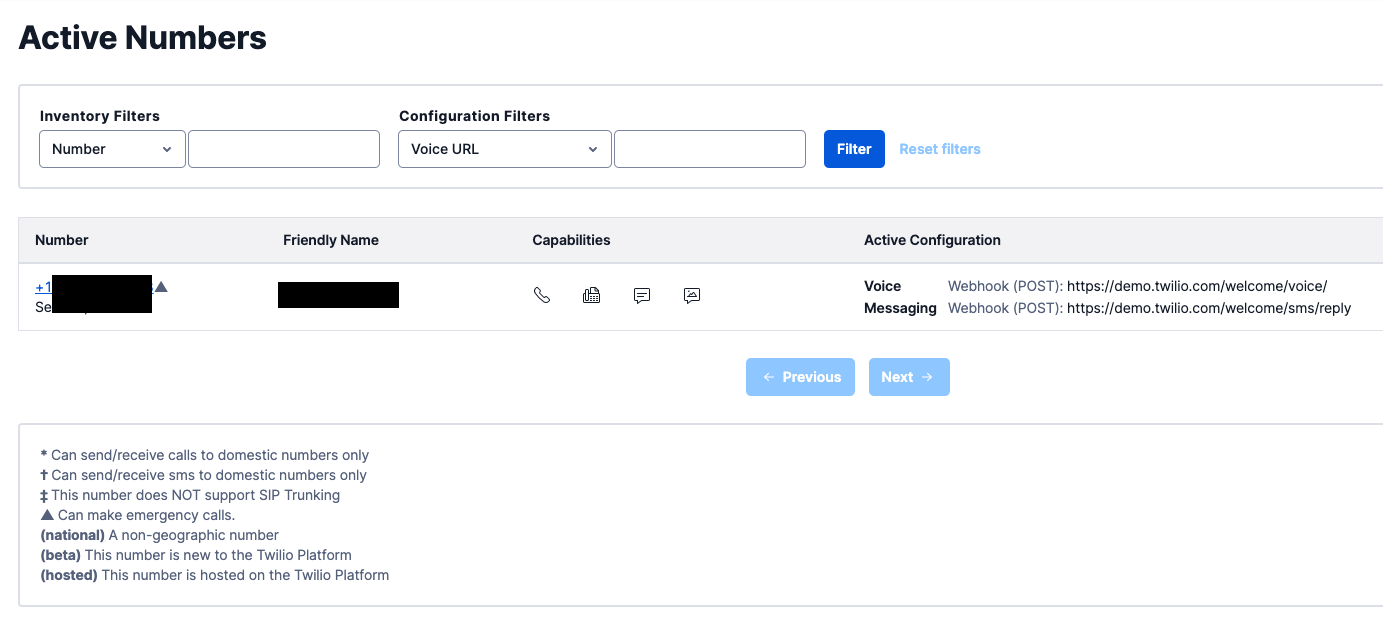 Active Numbers
Inventory Filters
Configuration Filters
Number
Voice URL
Filter
Reset filters
Number Friendly Name Capabilities Active Configuration
+1 ▲
Voice Webhook (POST): https://demo.twilio.com/welcome/voice/
Messaging Webhook (POST): https://demo.twilio.com/welcome/sms/reply
← Previous
Next →
* Can send/receive calls to domestic numbers only
† Can send/receive sms to domestic numbers only
‡ This number does NOT support SIP Trunking
▲ Can make emergency calls.
(national) A non-geographic number
(beta) This number is new to the Twilio Platform
(hosted) This number is hosted on the Twilio Platform